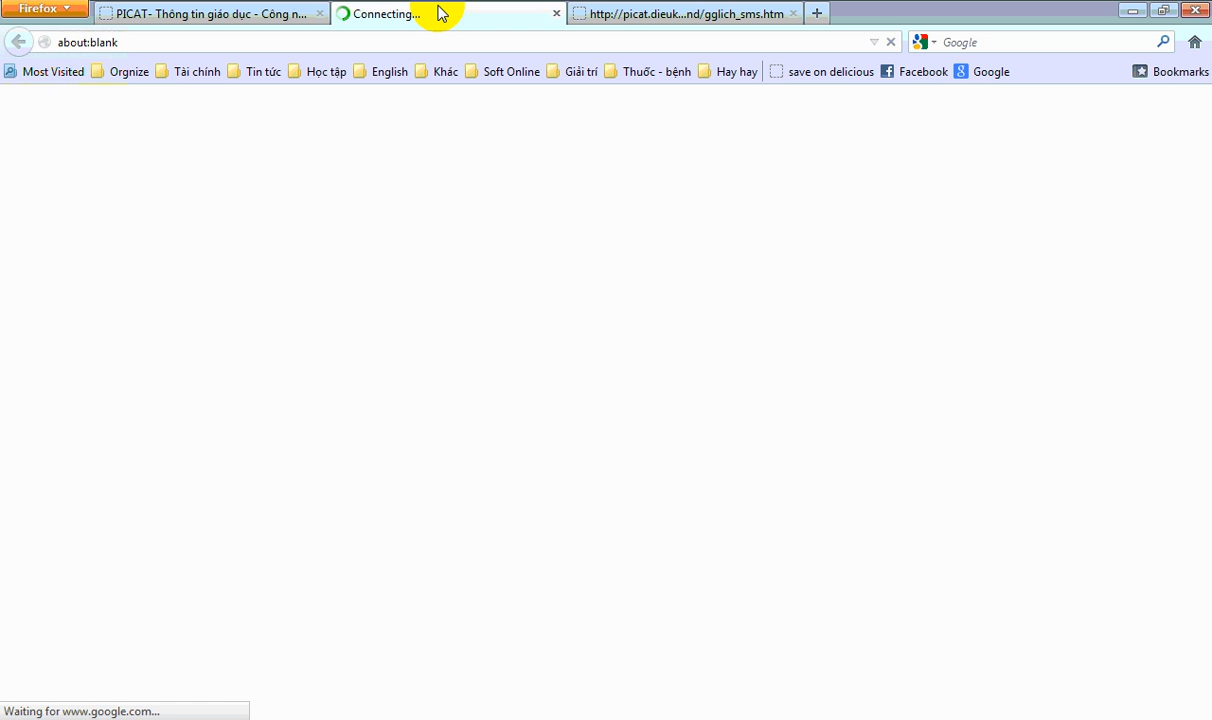 Firefox
PICAT- Thông tin giáo dục - Công n...
Connecting...
http://picat.dieuk...nd/gglich_sms.htm
about:blank
Google
Most Visited Orgnize Tài chính Tin tức Học tập English Khác Soft Online Giải trí Thuốc - bệnh Hay hay save on delicious Facebook Google Bookmarks
Waiting for www.google.com...